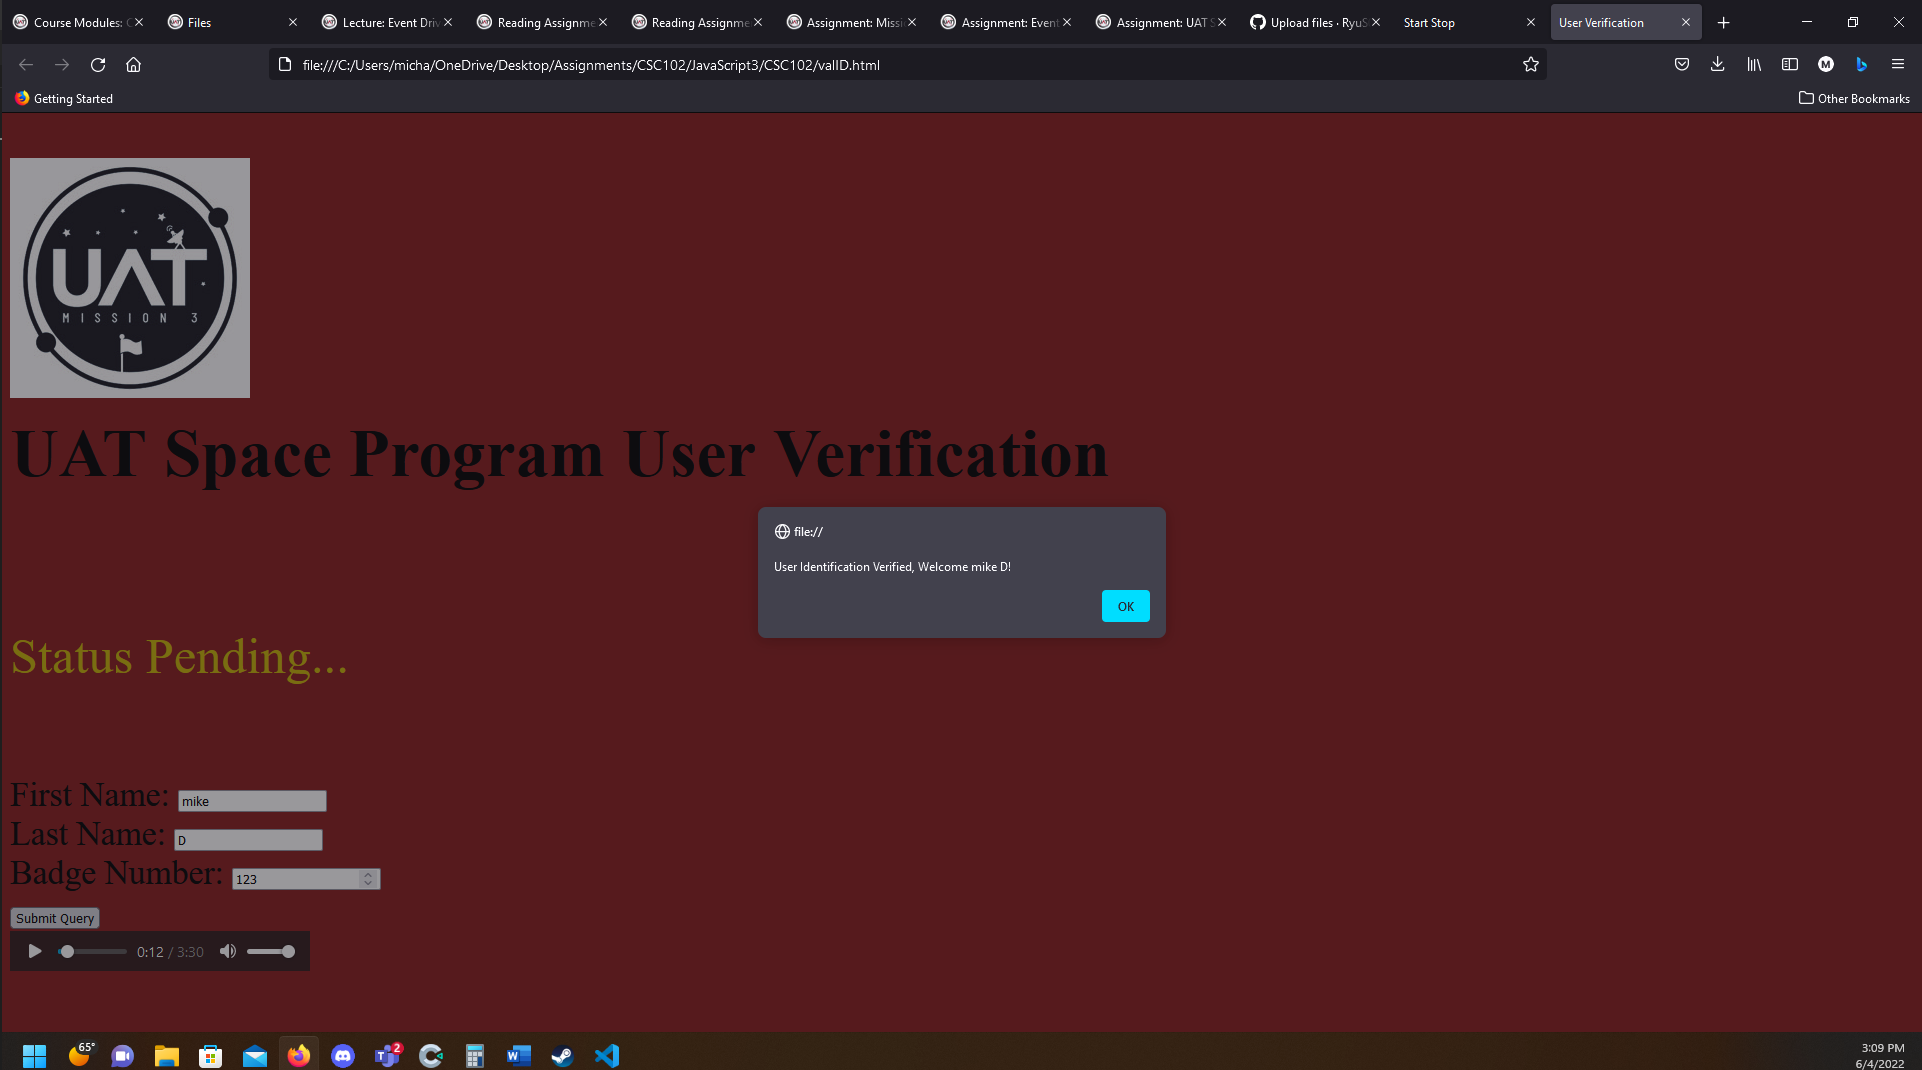 Course Modules: C
Files
Lecture: Event Driv
Reading Assignme
Reading Assignme
Assignment: Missi
Assignment: Event
Assignment: UAT S
Upload files · RyuS
Start Stop
User Verification
file:///C:/Users/micha/OneDrive/Desktop/Assignments/CSC102/JavaScript3/CSC102/valID.html
M
Getting Started
Other Bookmarks
UAT
MISSION 3
UAT Space Program User Verification
file://
User Identification Verified, Welcome mike D!
OK
Status Pending...
First Name: mike
Last Name: D
Badge Number: 123
Submit Query
0:12 / 3:30
65°
2
3:09 PM
6/4/2022